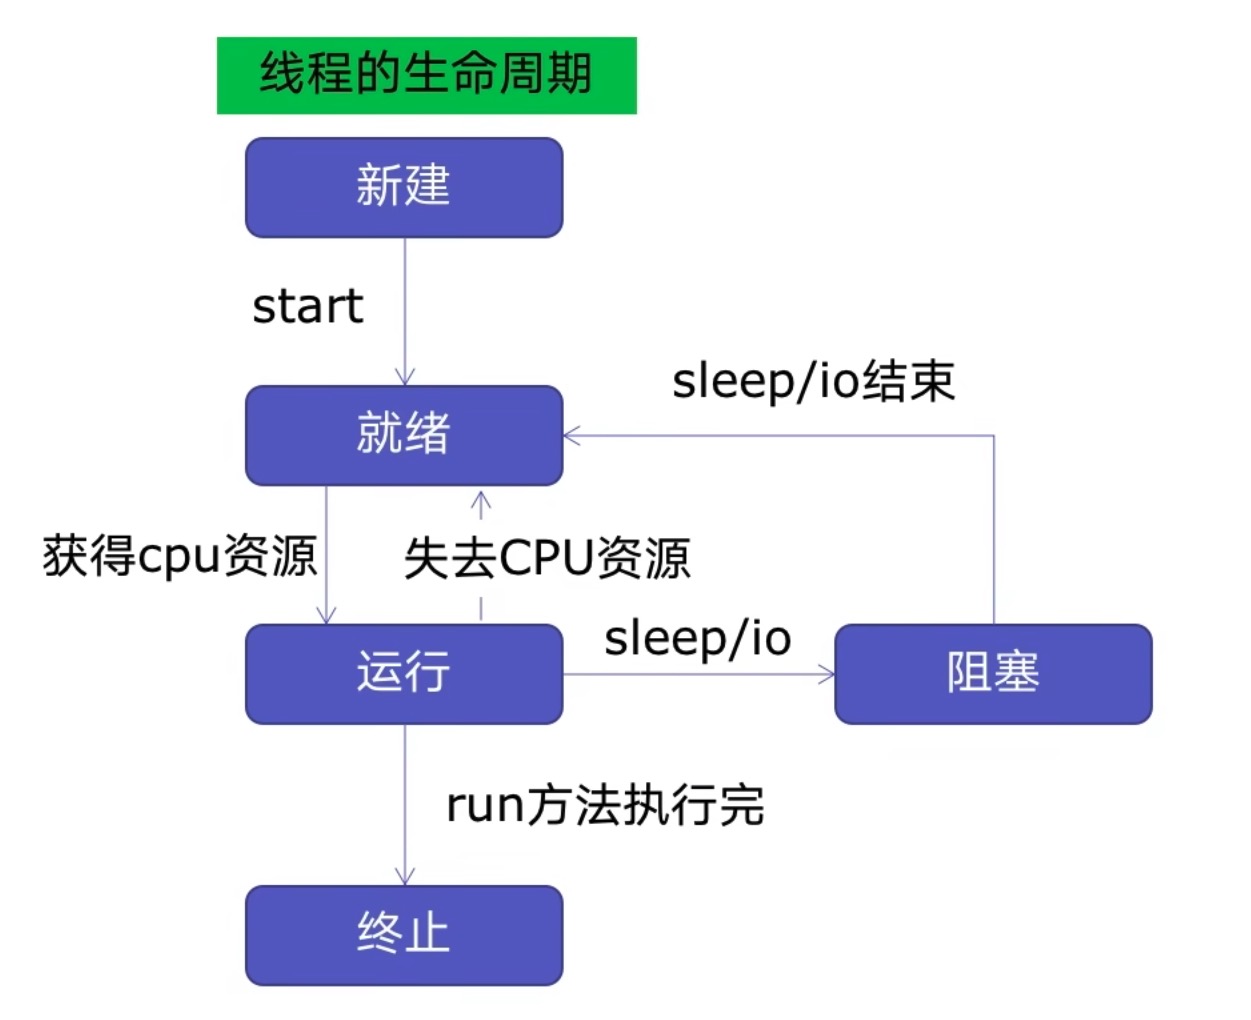 线程的生命周期
新建
start
sleep/io结束
就绪
获得cpu资源
失去CPU资源
sleep/io
运行
阻塞
run方法执行完
终止